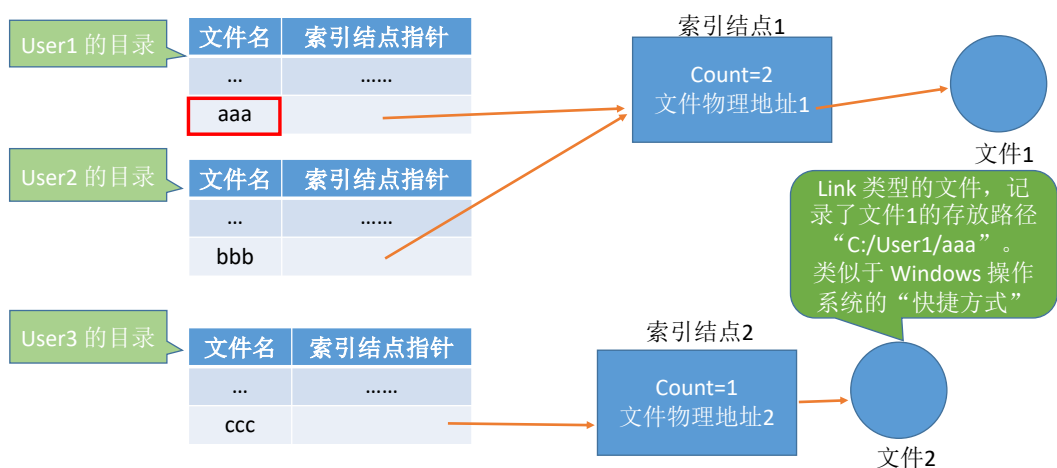 User1 的目录
文件名 索引结点指针
… ……
aaa
索引结点1
Count=2
文件物理地址1
文件1
User2 的目录
文件名 索引结点指针
… ……
bbb
Link 类型的文件，记
录了文件1的存放路径
“C:/User1/aaa”。
类似于 Windows 操作
系统的“快捷方式”
User3 的目录
文件名 索引结点指针
… ……
ccc
索引结点2
Count=1
文件物理地址2
文件2